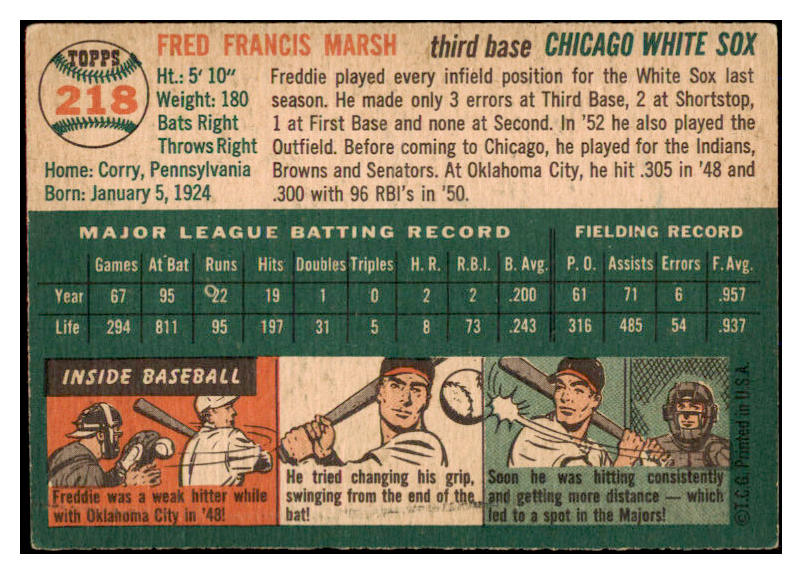 TOPPS
218
FRED FRANCIS MARSH third base CHICAGO WHITE SOX
Ht.: 5' 10"
Weight: 180
Bats Right
Throws Right
Home: Corry, Pennsylvania
Born: January 5, 1924
Freddie played every infield position for the White Sox last
season. He made only 3 errors at Third Base, 2 at Shortstop,
1 at First Base and none at Second. In '52 he also played the
Outfield. Before coming to Chicago, he played for the Indians,
Browns and Senators. At Oklahoma City, he hit .305 in '48 and
.300 with 96 RBI's in '50.
MAJOR LEAGUE BATTING RECORD FIELDING RECORD
Games At Bat Runs Hits Doubles Triples H. R. R.B.I. B. Avg. P. O. Assists Errors F. Avg.
Year 67 95 22 19 1 0 2 2 .200 61 71 6 .957
Life 294 811 95 197 31 5 8 73 .243 316 485 54 .937
INSIDE BASEBALL
Freddie was a weak hitter while
with Oklahoma City in '48!
He tried changing his grip,
swinging from the end of the
bat!
Soon he was hitting consistently
and getting more distance — which
led to a spot in the Majors!
©T.C.G. Printed in U.S.A.